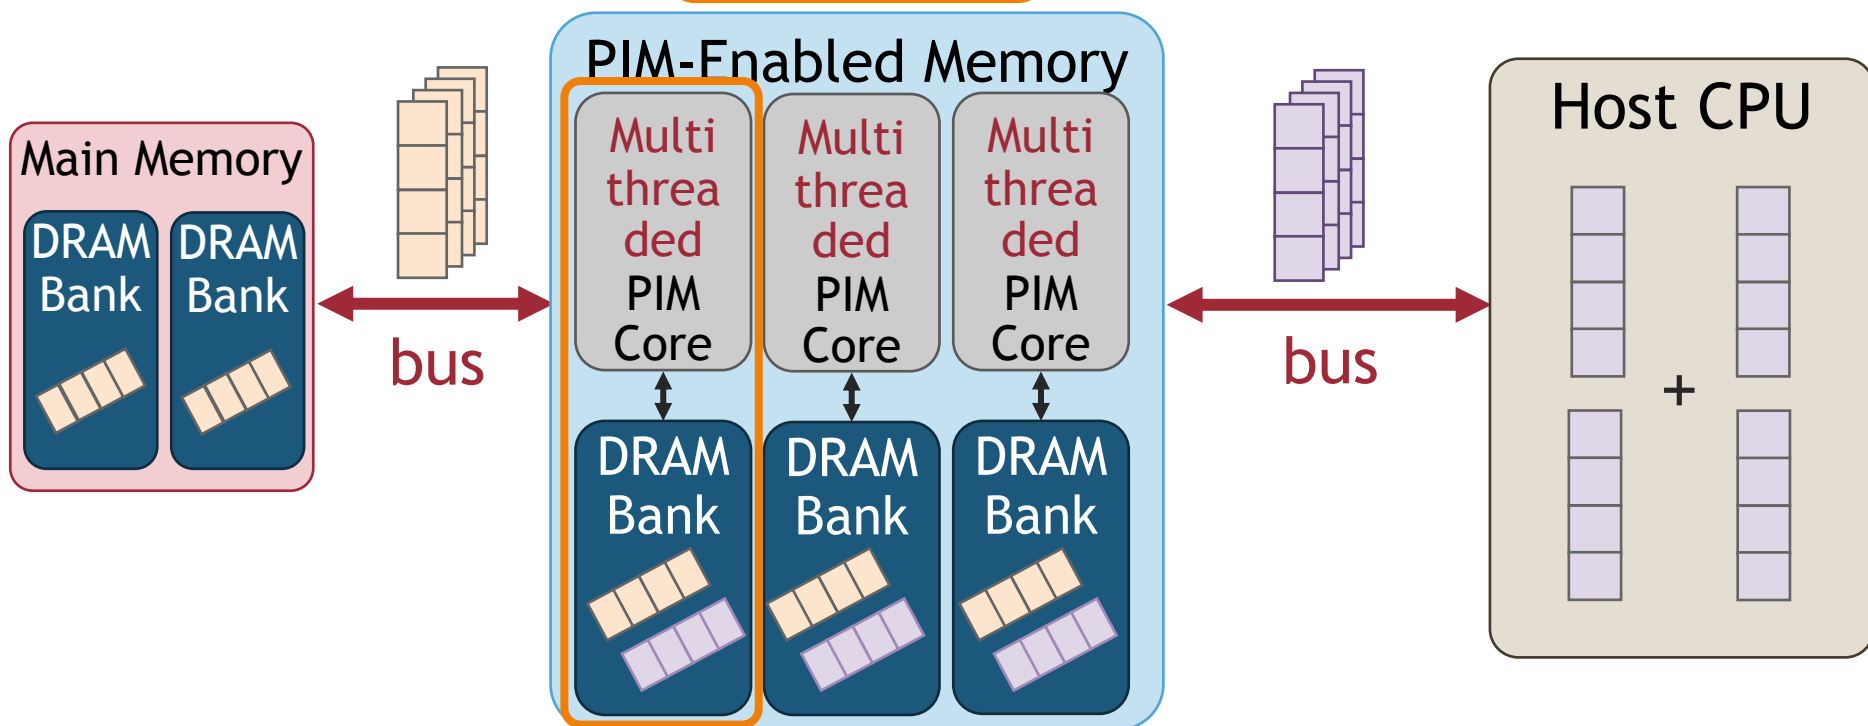 PIM-Enabled Memory
Main Memory
DRAM
Bank
DRAM
Bank
bus
Multi
threa
ded
PIM
Core
Multi
threa
ded
PIM
Core
Multi
threa
ded
PIM
Core
DRAM
Bank
DRAM
Bank
DRAM
Bank
bus
Host CPU
+